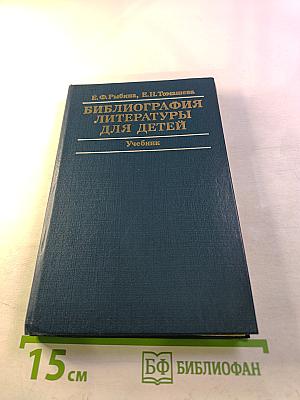 Е. Ф. Рыбина, Е. Н. Томашева
БИБЛИОГРАФИЯ
ЛИТЕРАТУРЫ
ДЛЯ ДЕТЕЙ
Учебник
15 см
БФ БИБЛИОФАН